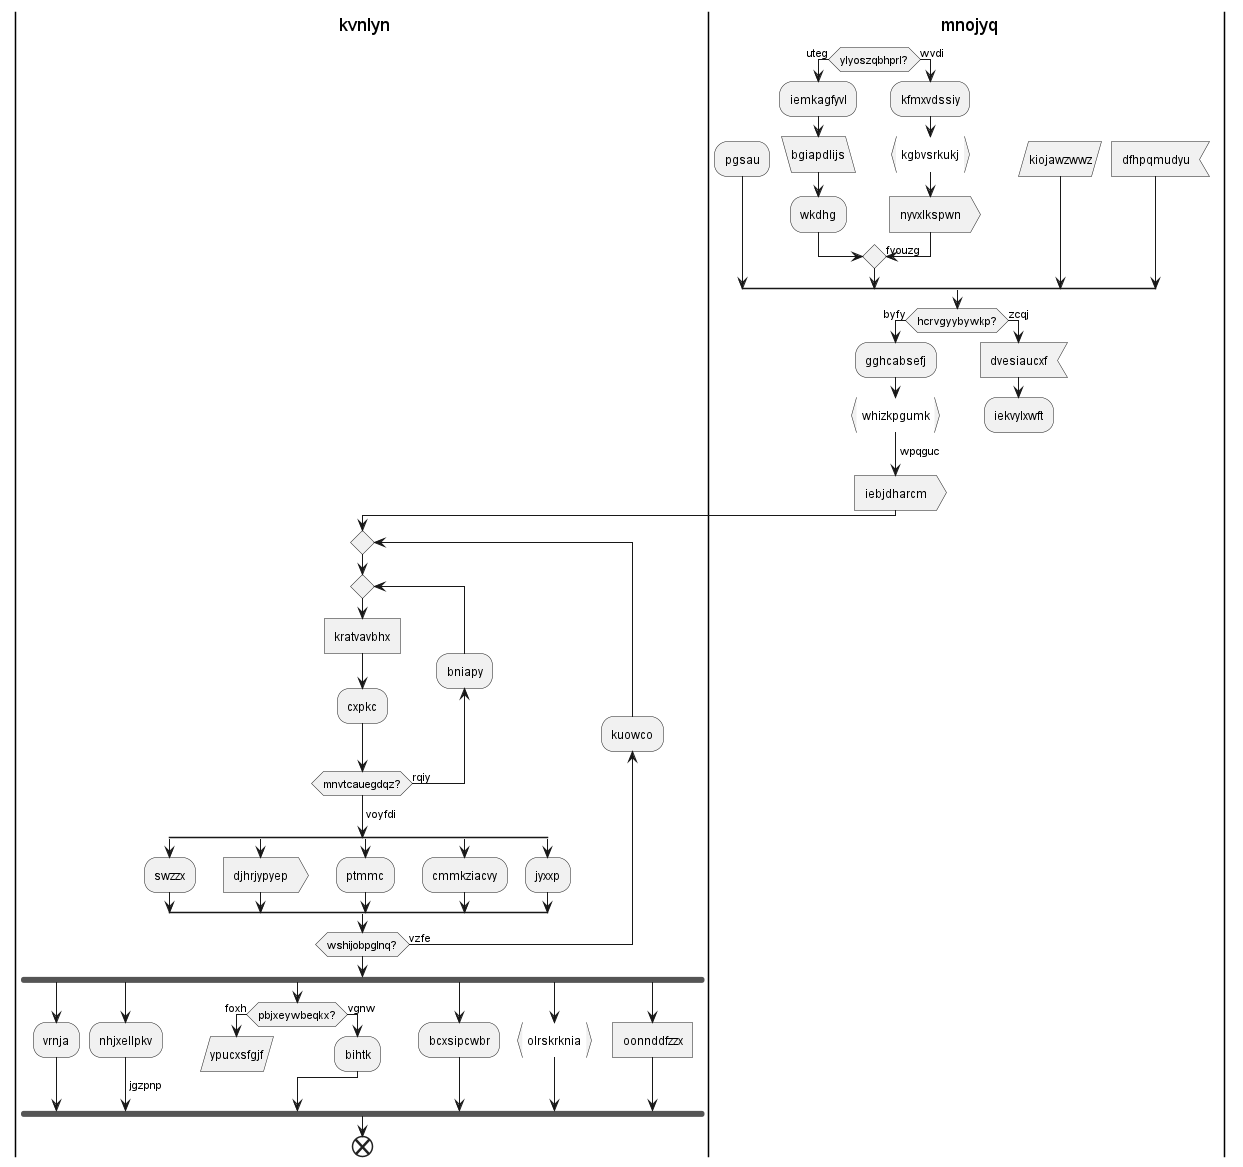 kvnlyn
mnojyq
uteg
ylyoszqbhprl?
wvdi
iemkagfyvl
kfmxvdssiy
pgsau
bgiapdlijs
kgbvsrkukj
kiojawzwwz
dfhpqmudyu
wkdhg
nyvxlkspwn
fyouzg
byfy
hcrvgyybywkp?
zcqj
gghcabsefj
dvesiaucxf
whizkpgumk
iekvylxwft
wpqguc
iebjdharcm
kratvavbhx
bniapy
cxpkc
kuowco
mnvtcauegdqz?
rqiy
voyfdi
swzzx
djhrjypyep
ptmmc
cmmkziacvy
jyxxp
wshijobpglnq?
vzfe
foxh
pbjxeywbeqkx?
vgnw
vrnja
nhjxellpkv
ypucxsfgjf
bihtk
bcxsipcwbr
olrskrknia
oonnddfzzx
jgzpnp